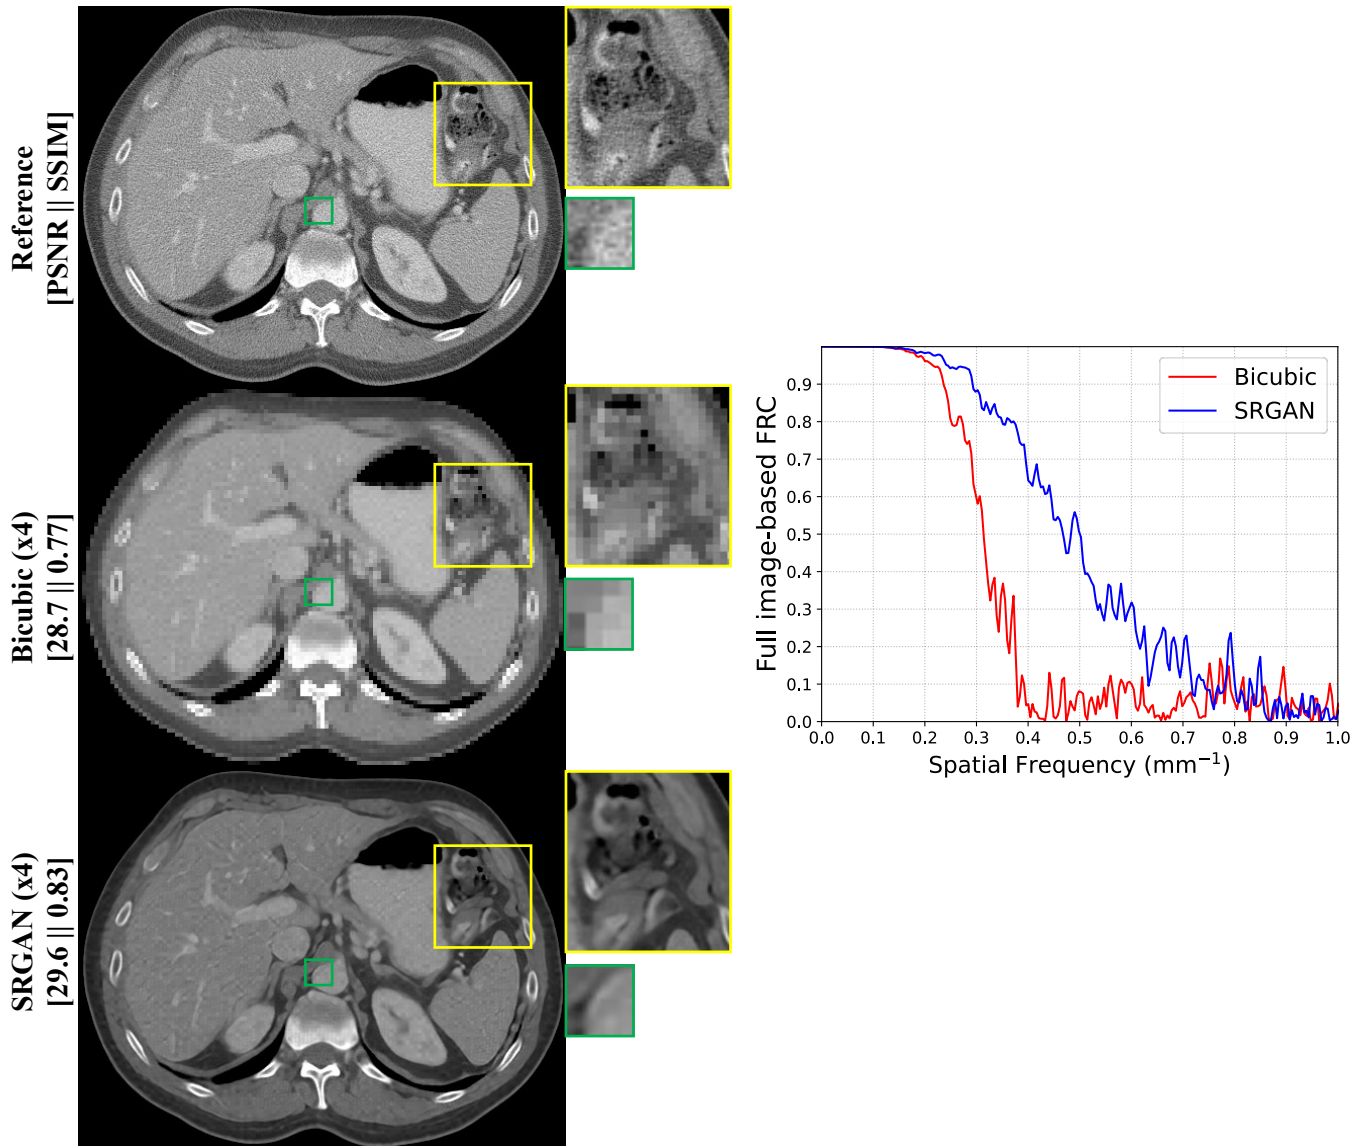 Reference
[PSNR || SSIM]
Bicubic (x4)
[28.7 || 0.77]
SRGAN (x4)
[29.6 || 0.83]
Full image-based FRC
0.9
0.8
0.7
0.6
0.5
0.4
0.3
0.2
0.1
0.0
Bicubic
SRGAN
0.0 0.1 0.2 0.3 0.4 0.5 0.6 0.7 0.8 0.9 1.0
Spatial Frequency (mm⁻¹)